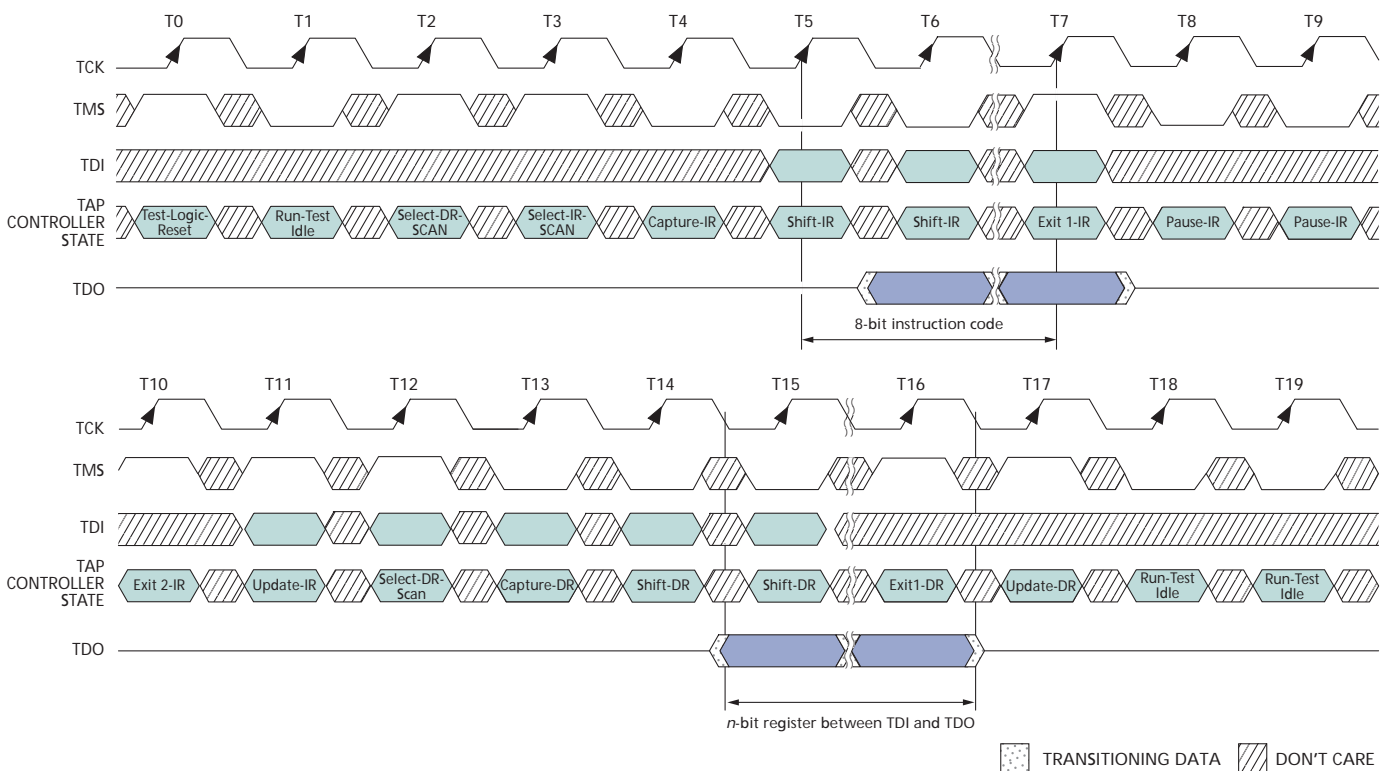 T0 T1 T2 T3 T4 T5 T6 T7 T8 T9
TCK
TMS
TDI
TAP
CONTROLLER
STATE
Test-Logic-
Reset
Run-Test
Idle
Select-DR-
SCAN
Select-IR-
SCAN
Capture-IR
Shift-IR
Shift-IR
Exit 1-IR
Pause-IR
Pause-IR
TDO
8-bit instruction code
T10 T11 T12 T13 T14 T15 T16 T17 T18 T19
TCK
TMS
TDI
TAP
CONTROLLER
STATE
Exit 2-IR
Update-IR
Select-DR-
Scan
Capture-DR
Shift-DR
Shift-DR
Exit1-DR
Update-DR
Run-Test
Idle
Run-Test
Idle
TDO
n-bit register between TDI and TDO
TRANSITIONING DATA
DON'T CARE